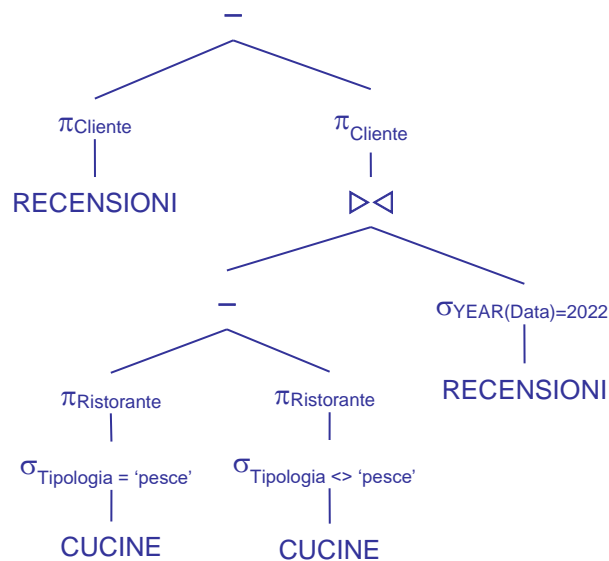 –
πCliente πCliente
RECENSIONI ▷◁
– σYEAR(Data)=2022
πRistorante πRistorante RECENSIONI
σTipologia = ‘pesce’ σTipologia <> ‘pesce’
CUCINE CUCINE